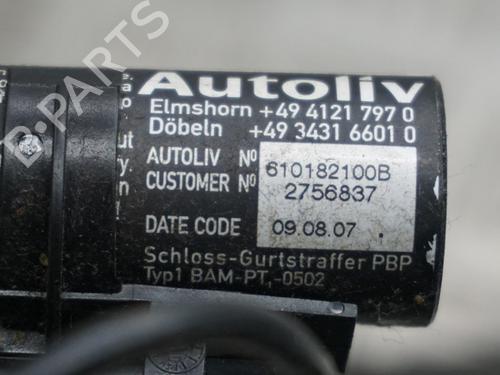 B-PARTS
Autoliv
Elmshorn +49 4121 797 0
Döbeln +49 3431 6601 0
AUTOLIV Nº 610182100B
CUSTOMER Nº 2756837
DATE CODE 09.08.07
Schloss-Gurtstraffer PBP
Typ1 BAM-PT,-0502